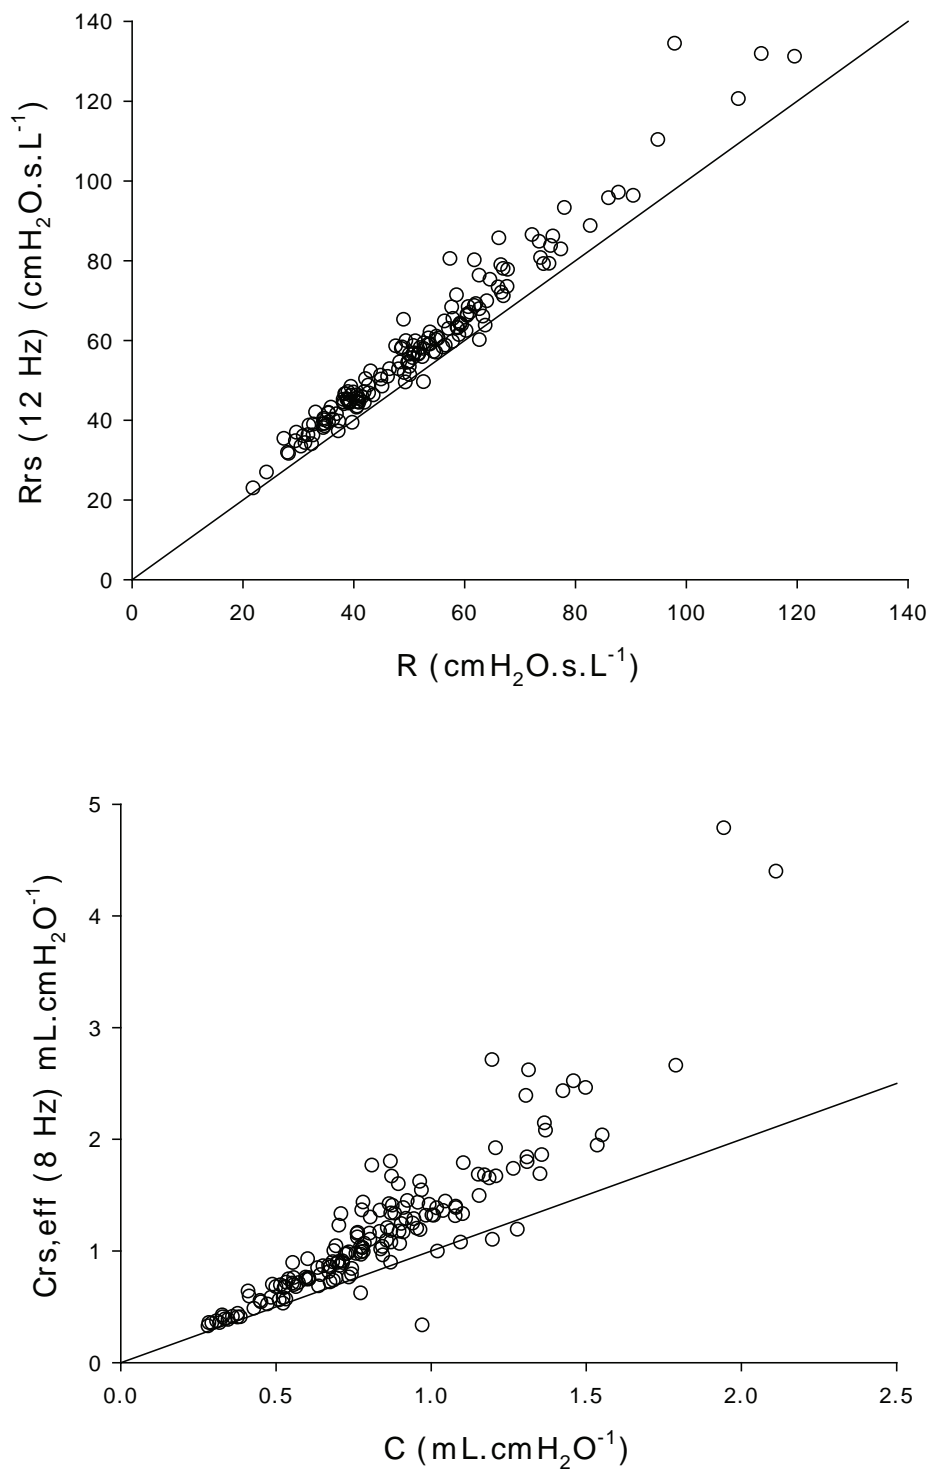 140
120
100
80
60
40
20
0
Rrs (12 Hz) (cmH₂O.s.L⁻¹)
0 20 40 60 80 100 120 140
R (cmH₂O.s.L⁻¹)
5
4
3
2
1
0
Crs,eff (8 Hz) mL.cmH₂O⁻¹)
0.0 0.5 1.0 1.5 2.0 2.5
C (mL.cmH₂O⁻¹)